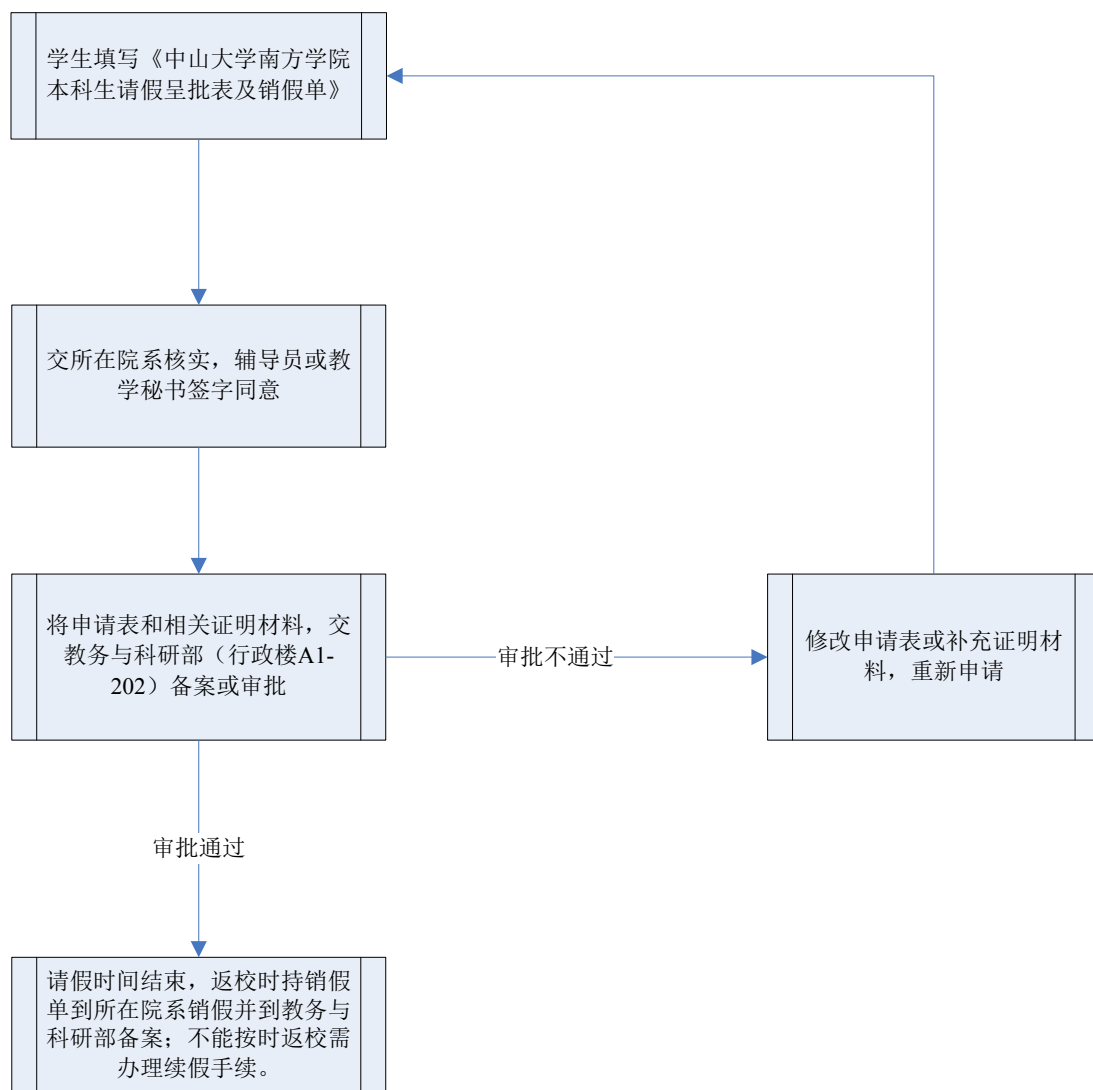 学生填写《中山大学南方学院
本科生请假呈批表及销假单》
交所在院系核实，辅导员或教
学秘书签字同意
将申请表和相关证明材料，交
教务与科研部（行政楼A1-
202）备案或审批
审批不通过
修改申请表或补充证明材
料，重新申请
审批通过
请假时间结束，返校时持销假
单到所在院系销假并到教务与
科研部备案；不能按时返校需
办理续假手续。